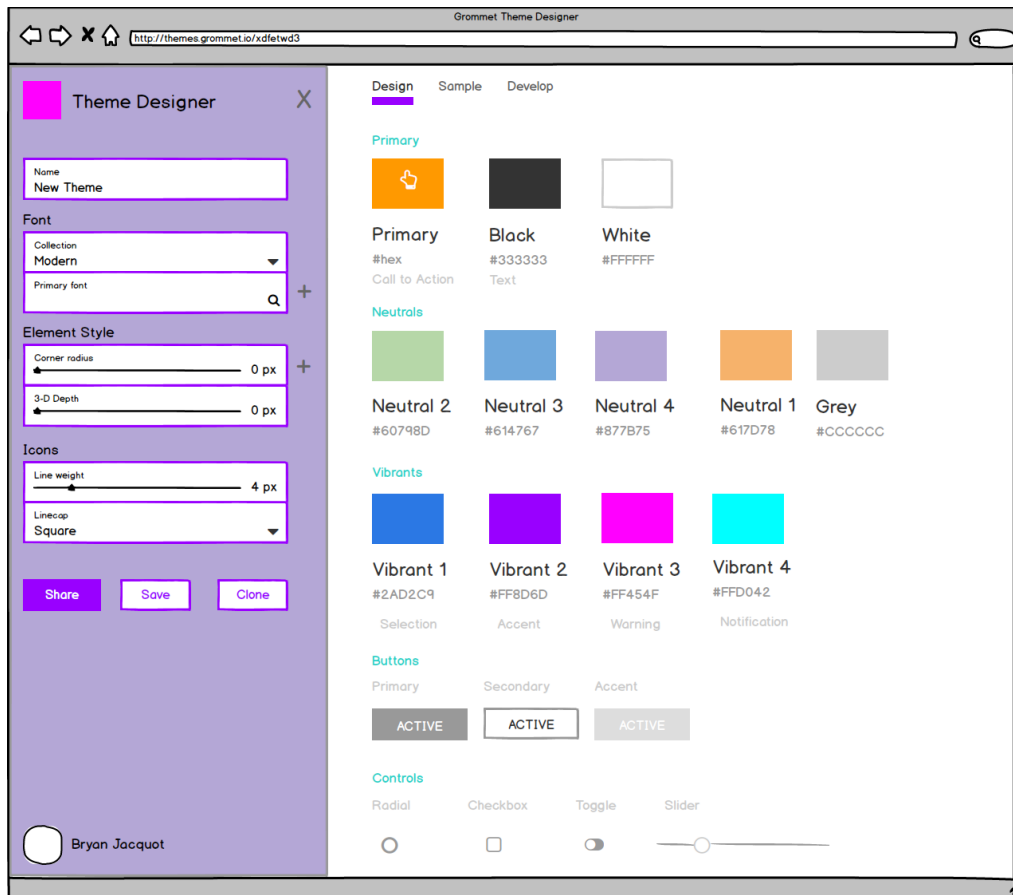 Grommet Theme Designer
http://themes.grommet.io/xdfetwd3
Theme Designer
X
Name
New Theme
Font
Collection
Modern
Primary font
+
Element Style
Corner radius
0 px
+
3-D Depth
0 px
Icons
Line weight
4 px
Linecap
Square
Share Save Clone
Bryan Jacquot
Design Sample Develop
Primary
Primary Black White
#hex #333333 #FFFFFF
Call to Action Text
Neutrals
Neutral 2 Neutral 3 Neutral 4 Neutral 1 Grey
#60798D #614767 #877B75 #617D78 #CCCCCC
Vibrants
Vibrant 1 Vibrant 2 Vibrant 3 Vibrant 4
#2AD2C9 #FF8D6D #FF454F #FFD042
Selection Accent Warning Notification
Buttons
Primary Secondary Accent
ACTIVE ACTIVE ACTIVE
Controls
Radial Checkbox Toggle Slider